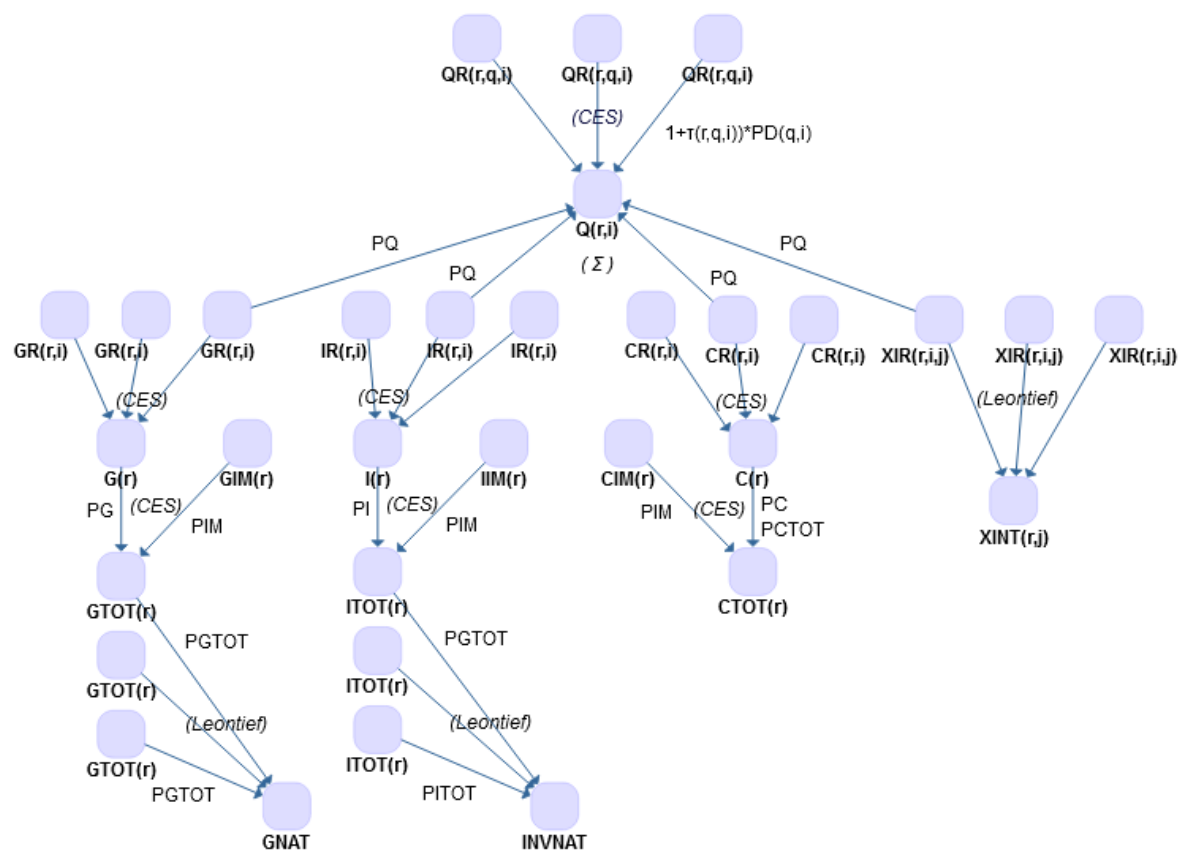 QR(r,q,i) QR(r,q,i) QR(r,q,i)
(CES)
1+τ(r,q,i))*PD(q,i)
Q(r,i)
(Σ)
PQ PQ PQ PQ
GR(r,i) GR(r,i) GR(r,i) IR(r,i) IR(r,i) IR(r,i) CR(r,i) CR(r,i) CR(r,i) XIR(r,i,j) XIR(r,i,j) XIR(r,i,j)
(CES) (CES) (CES) (Leontief)
G(r) GIM(r) I(r) IIM(r) CIM(r) C(r)
PG (CES) PIM PI (CES) PIM PIM (CES) PC
PCTOT
XINT(r,j)
GTOT(r) ITOT(r) CTOT(r)
PGTOT PGTOT
GTOT(r) ITOT(r)
(Leontief) (Leontief)
GTOT(r) ITOT(r)
PGTOT PITOT
GNAT INVNAT